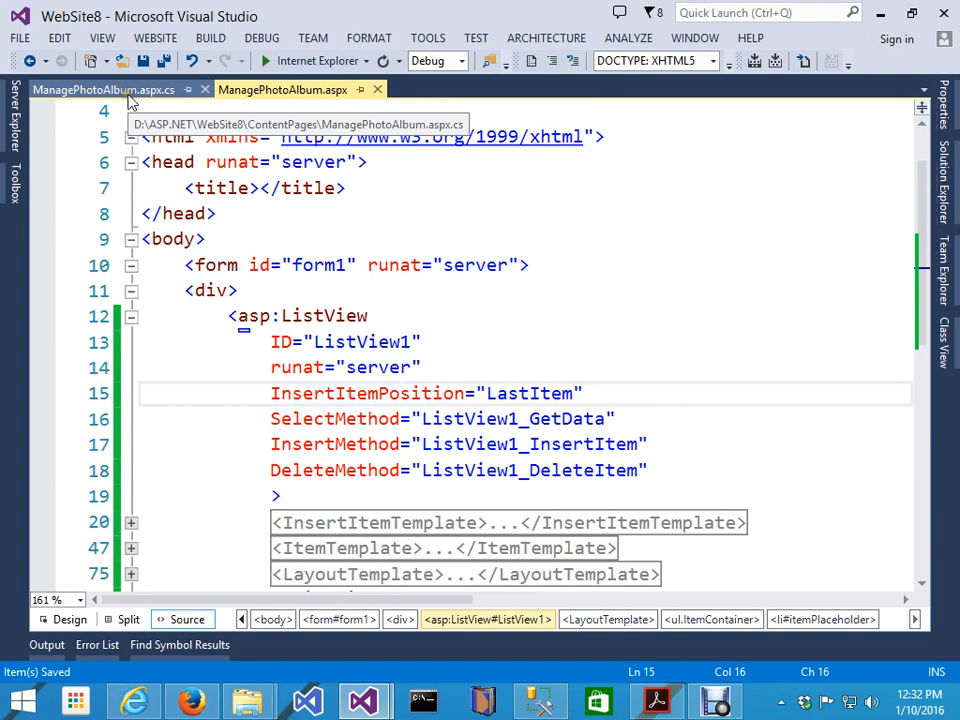 WebSite8 - Microsoft Visual Studio
8
Quick Launch (Ctrl+Q)
FILE EDIT VIEW WEBSITE BUILD DEBUG TEAM FORMAT TOOLS TEST ARCHITECTURE ANALYZE WINDOW HELP Sign in
Internet Explorer Debug DOCTYPE: XHTML5
ManagePhotoAlbum.aspx.cs ManagePhotoAlbum.aspx
D:\ASP.NET\WebSite8\ContentPages\ManagePhotoAlbum.aspx.cs
Server Explorer
Toolbox
Properties
Solution Explorer
Team Explorer
Class View
4
5 <html xmlns="http://www.w3.org/1999/xhtml">
6 <head runat="server">
7 <title></title>
8 </head>
9 <body>
10 <form id="form1" runat="server">
11 <div>
12 <asp:ListView
13 ID="ListView1"
14 runat="server"
15 InsertItemPosition="LastItem"
16 SelectMethod="ListView1_GetData"
17 InsertMethod="ListView1_InsertItem"
18 DeleteMethod="ListView1_DeleteItem"
19 >
20 <InsertItemTemplate>...</InsertItemTemplate>
47 <ItemTemplate>...</ItemTemplate>
75 <LayoutTemplate>...</LayoutTemplate>
161 %
Design Split Source <body> <form#form1> <div> <asp:ListView#ListView1> <LayoutTemplate> <ul.ItemContainer> <li#itemPlaceholder>
Output Error List Find Symbol Results
Item(s) Saved Ln 15 Col 16 Ch 16 INS
12:32 PM
1/10/2016